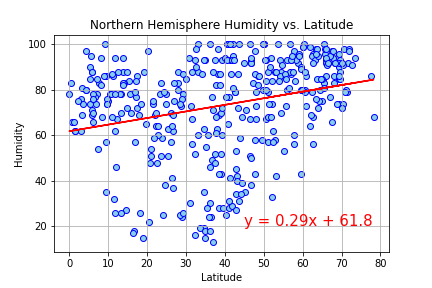 Northern Hemisphere Humidity vs. Latitude
100
80
60
40
20
Humidity
y = 0.29x + 61.8
0 10 20 30 40 50 60 70 80
Latitude